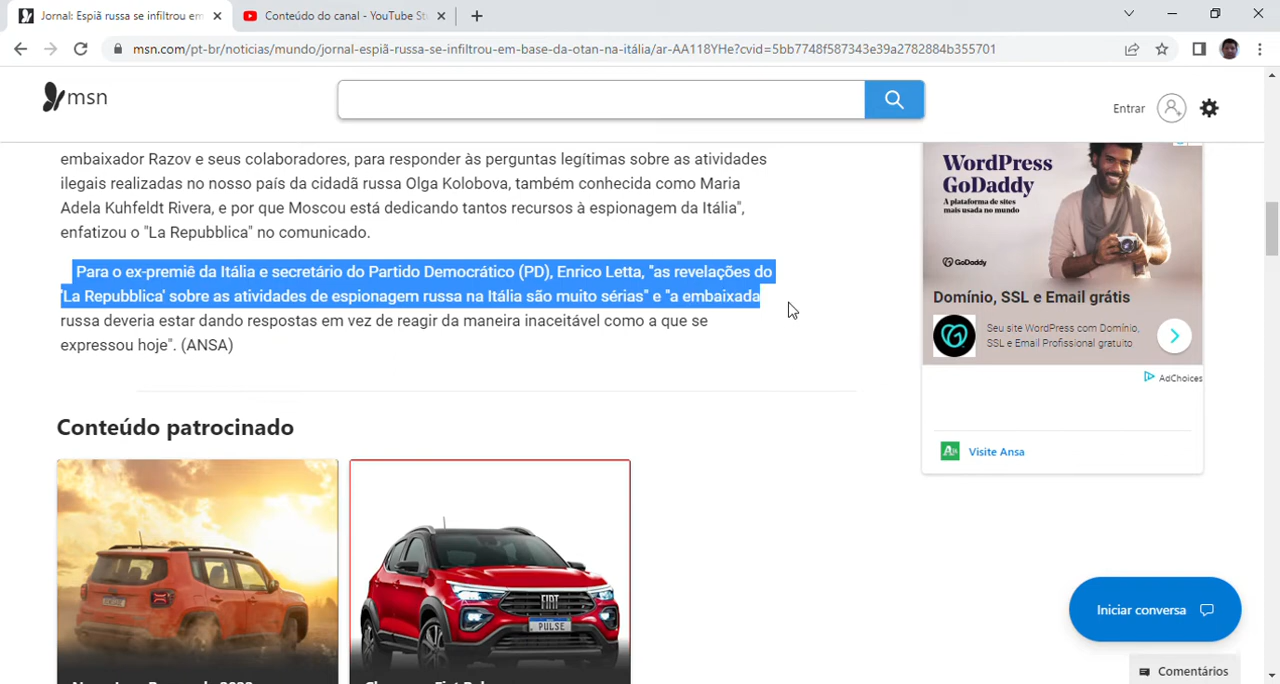 Jornal: Espiã russa se infiltrou em
Conteúdo do canal - YouTube St
msn.com/pt-br/noticias/mundo/jornal-espiã-russa-se-infiltrou-em-base-da-otan-na-itália/ar-AA118YHe?cvid=5bb7748f587343e39a2782884b355701
msn
Entrar
embaixador Razov e seus colaboradores, para responder às perguntas legítimas sobre as atividades
ilegais realizadas no nosso país da cidadã russa Olga Kolobova, também conhecida como Maria
Adela Kuhfeldt Rivera, e por que Moscou está dedicando tantos recursos à espionagem da Itália",
enfatizou o "La Repubblica" no comunicado.
Para o ex-premiê da Itália e secretário do Partido Democrático (PD), Enrico Letta, "as revelações do
'La Repubblica' sobre as atividades de espionagem russa na Itália são muito sérias" e "a embaixada
russa deveria estar dando respostas em vez de reagir da maneira inaceitável como a que se
expressou hoje". (ANSA)
WordPress
GoDaddy
A plataforma de sites
mais usada no mundo
GoDaddy
Domínio, SSL e Email grátis
Seu site WordPress com Domínio,
SSL e Email Profissional gratuito
AdChoices
Visite Ansa
Conteúdo patrocinado
FIAT
PULSE
Iniciar conversa
Comentários